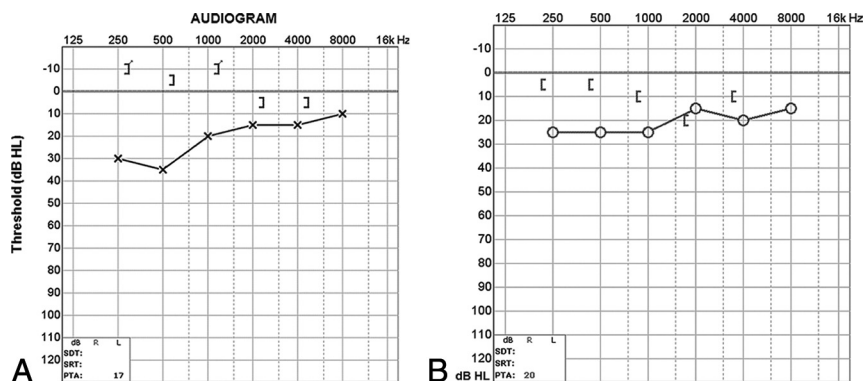 AUDIOGRAM
125 250 500 1000 2000 4000 8000 16k Hz
-10
0
10
20
30
40
50
60
70
80
90
100
110
120
Threshold (dB HL)
dB R L
SDT:
SRT:
PTA: 17
A
125 250 500 1000 2000 4000 8000 16k Hz
-10
0
10
20
30
40
50
60
70
80
90
100
110
120
dB HL
dB R L
SDT:
SRT:
PTA: 20
B